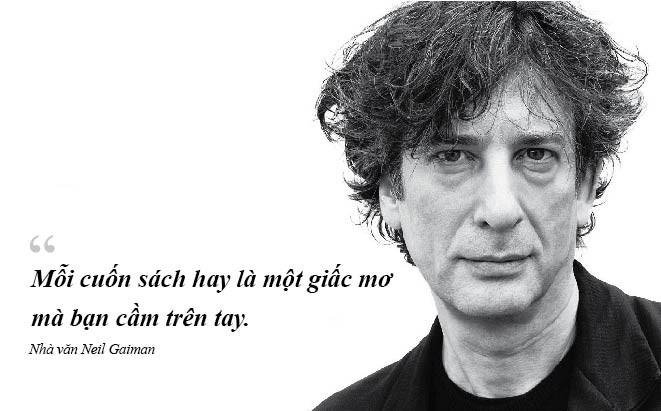 “
Mỗi cuốn sách hay là một giấc mơ
mà bạn cầm trên tay.
Nhà văn Neil Gaiman